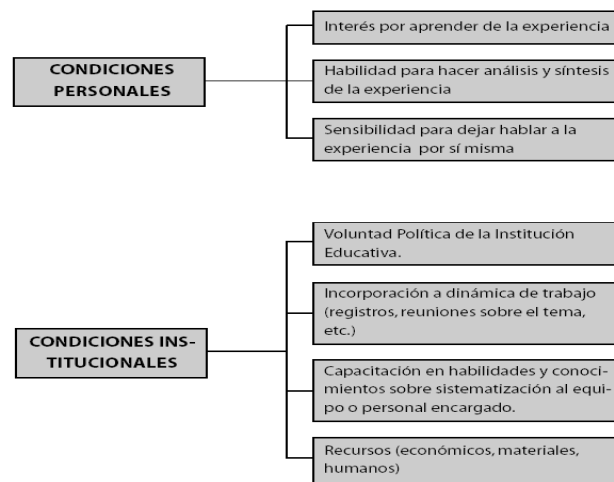 CONDICIONES
PERSONALES
Interés por aprender de la experiencia
Habilidad para hacer análisis y síntesis
de la experiencia
Sensibilidad para dejar hablar a la
experiencia por sí misma
CONDICIONES INS-
TITUCIONALES
Voluntad Política de la Institución
Educativa.
Incorporación a dinámica de trabajo
(registros, reuniones sobre el tema,
etc.)
Capacitación en habilidades y conoci-
mientos sobre sistematización al equi-
po o personal encargado.
Recursos (económicos, materiales,
humanos)